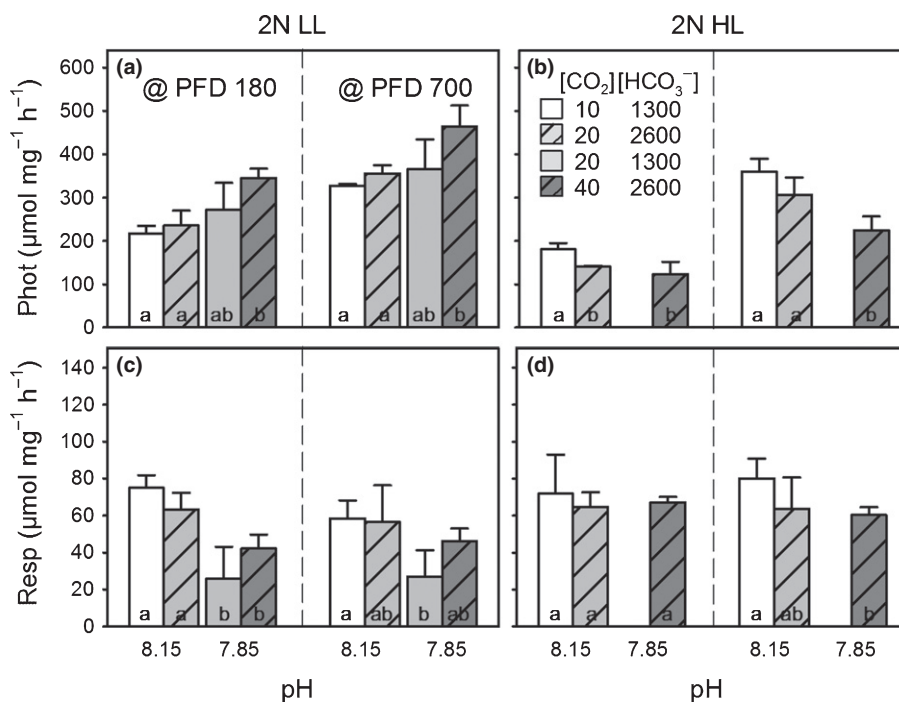 2N LL
2N HL
(a)
@ PFD 180
@ PFD 700
Phot (µmol mg⁻¹ h⁻¹)
600
500
400
300
200
100
0
a a ab b
a a ab b
(b)
[CO₂][HCO₃⁻]
10 1300
20 2600
20 1300
40 2600
a b b
a a b
(c)
Resp (µmol mg⁻¹ h⁻¹)
140
120
100
80
60
40
20
0
a a b b
a ab b ab
(d)
a a a
a ab b
8.15 7.85 8.15 7.85
8.15 7.85 8.15 7.85
pH
pH